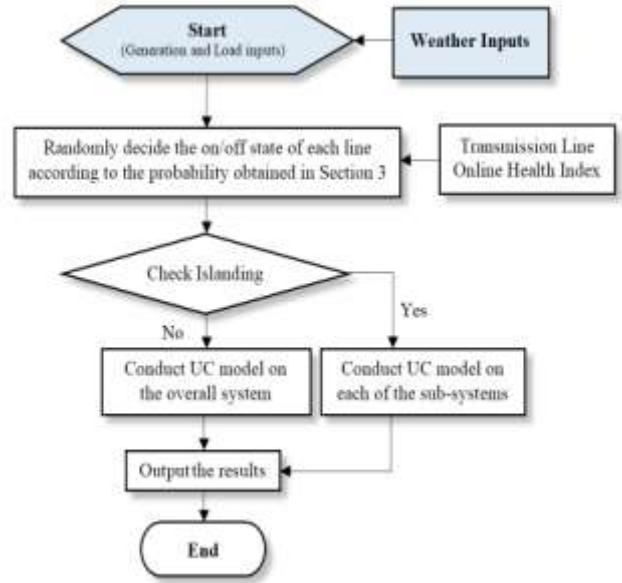 Start
(Generation and Load inputs)
Weather Inputs
Randomly decide the on/off state of each line
according to the probability obtained in Section 3
Transmission Line
Online Health Index
Check Islanding
No
Yes
Conduct UC model on
the overall system
Conduct UC model on
each of the sub-systems
Output the results
End